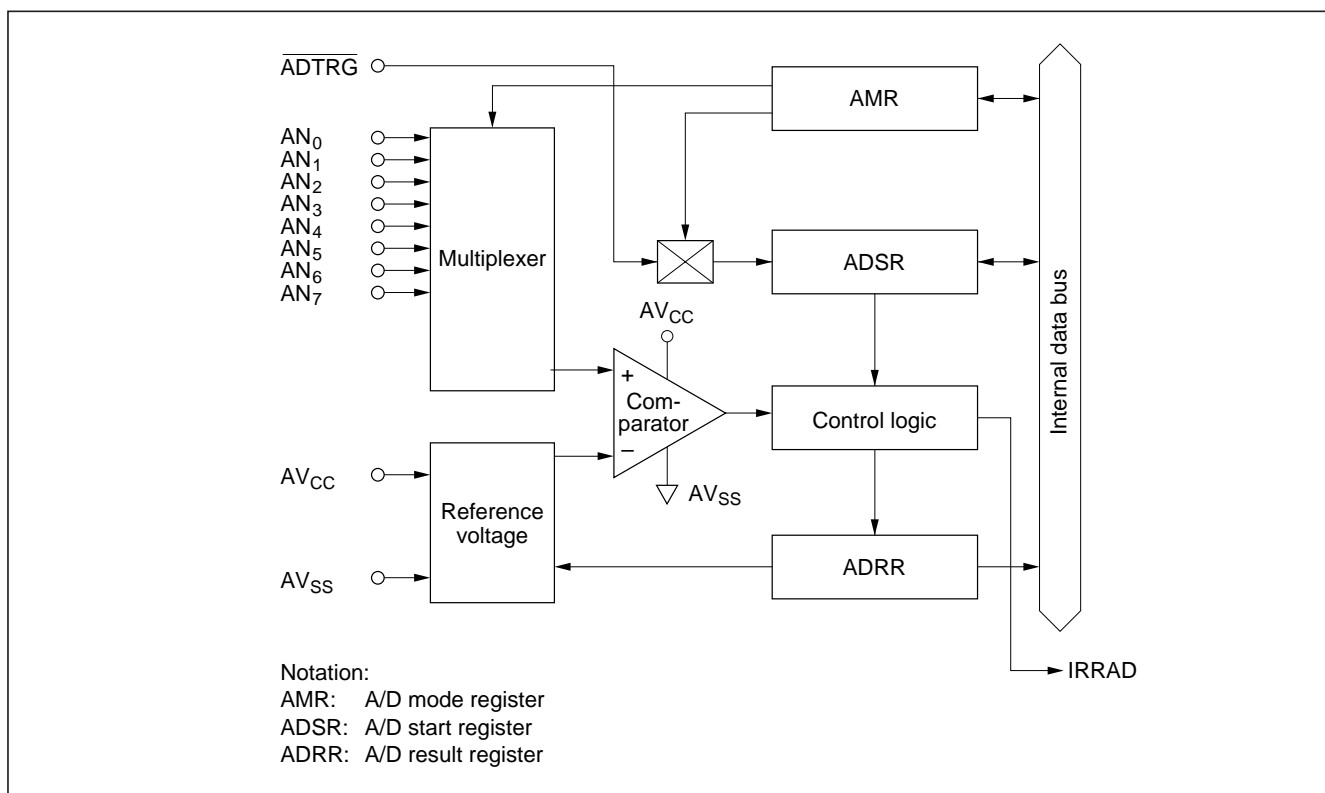 ADTRG
AMR
AN0
AN1
AN2
AN3
AN4
AN5
AN6
AN7
Multiplexer
ADSR
Internal data bus
AVCC
+
Com-
parator
−
Control logic
AVCC
AVSS
Reference
voltage
ADRR
AVSS
IRRAD
Notation:
AMR: A/D mode register
ADSR: A/D start register
ADRR: A/D result register